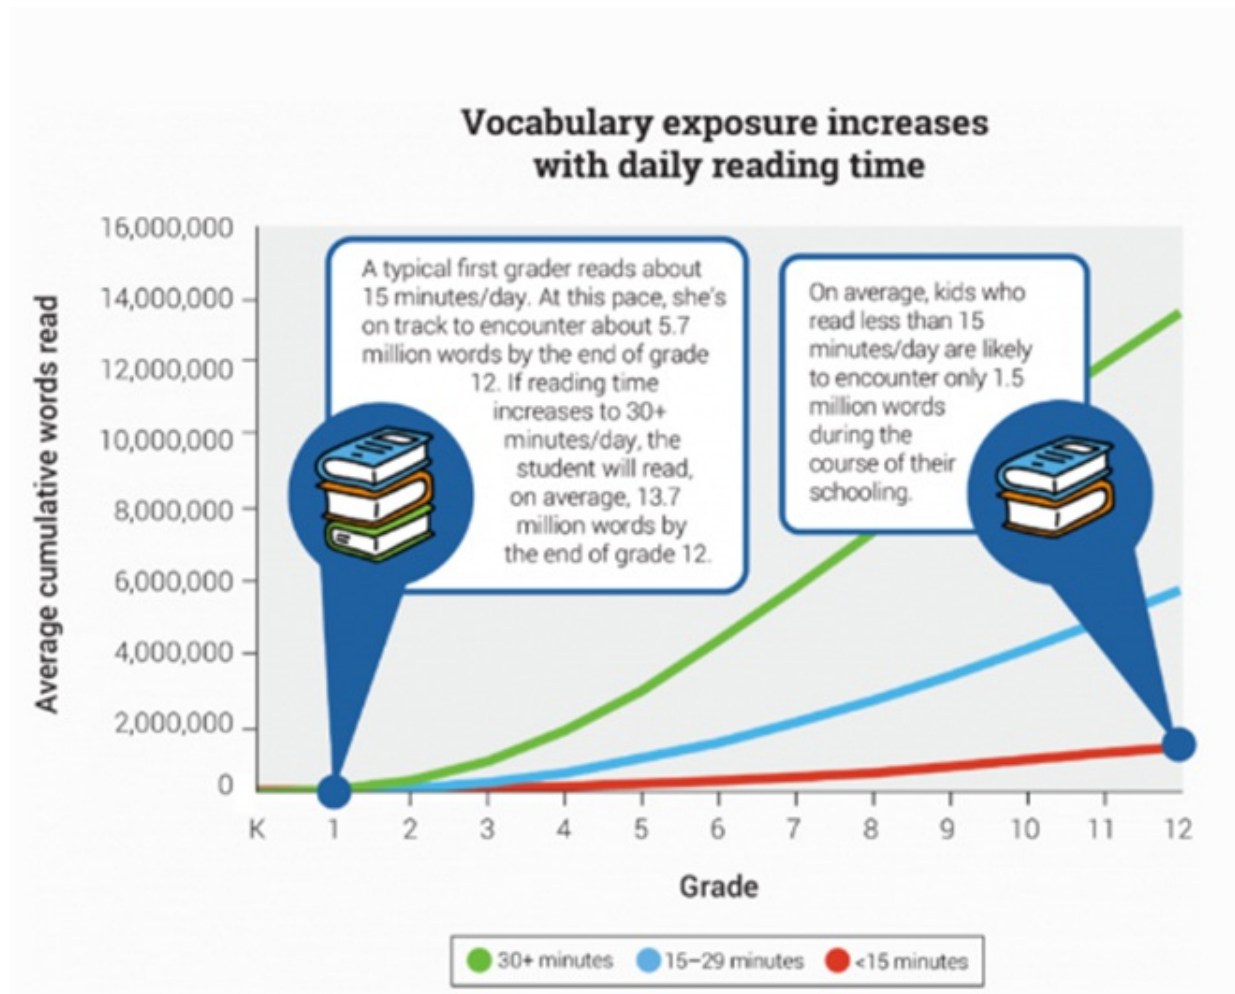 Vocabulary exposure increases
with daily reading time
Average cumulative words read
16,000,000
14,000,000
12,000,000
10,000,000
8,000,000
6,000,000
4,000,000
2,000,000
0
A typical first grader reads about
15 minutes/day. At this pace, she's
on track to encounter about 5.7
million words by the end of grade
12. If reading time
increases to 30+
minutes/day, the
student will read,
on average, 13.7
million words by
the end of grade 12.
On average, kids who
read less than 15
minutes/day are likely
to encounter only 1.5
million words
during the
course of their
schooling.
K 1 2 3 4 5 6 7 8 9 10 11 12
Grade
30+ minutes 15–29 minutes <15 minutes